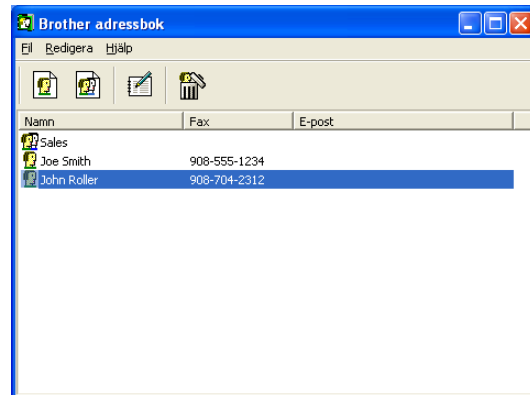 Brother adressbok
Fil Redigera Hjälp
Namn Fax E-post
Sales
Joe Smith 908-555-1234
John Roller 908-704-2312